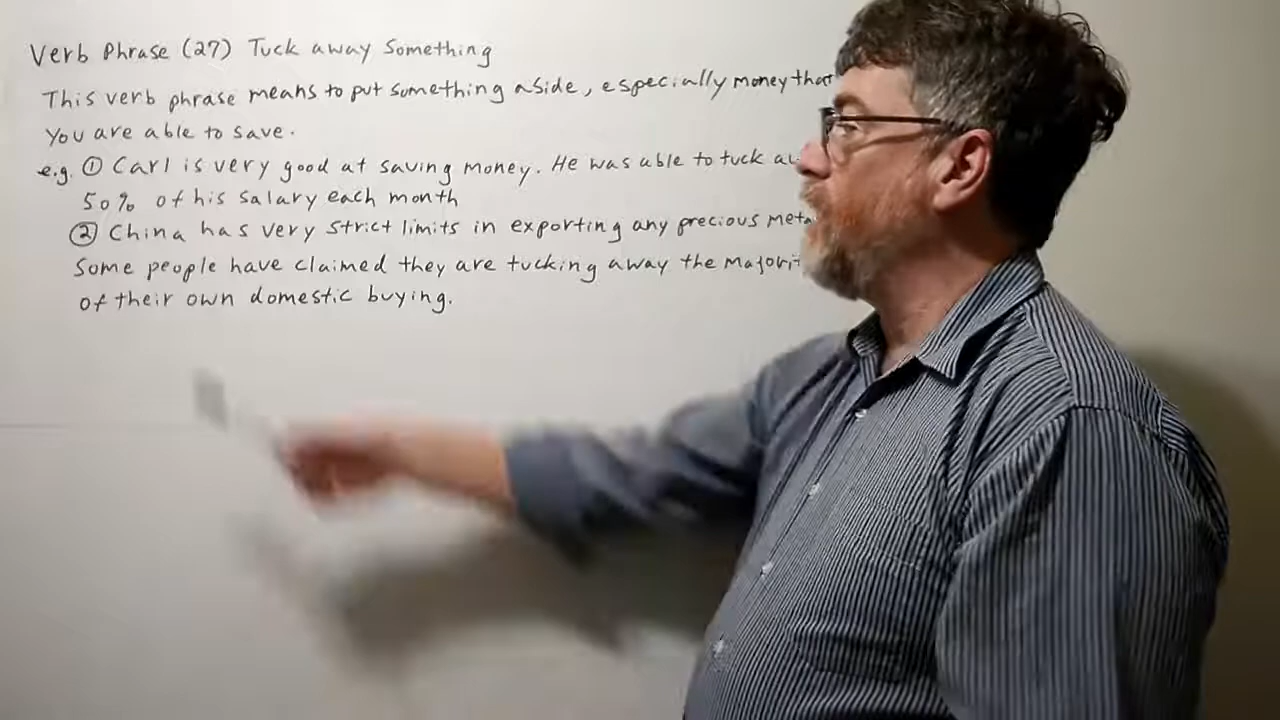 Verb Phrase (27) Tuck away Something
This verb phrase means to put something aside, especially money that
you are able to save.
e.g. ① Carl is very good at saving money. He was able to tuck
50% of his salary each month
② China has very strict limits in exporting any precious
Some people have claimed they are tucking away the
of their own domestic buying.